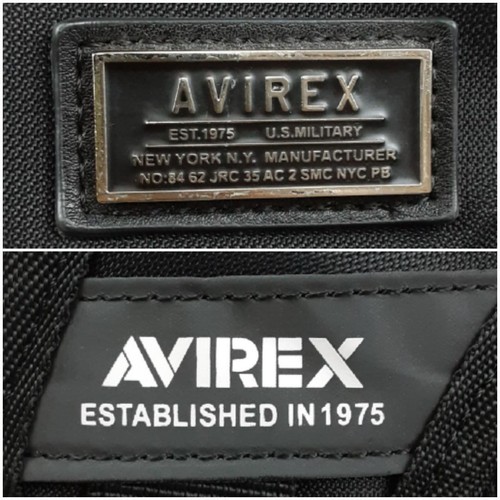 AVIREX
EST.1975 U.S.MILITARY
NEW YORK N.Y. MANUFACTURER
NO:84 62 JRC 35 AC 2 SMC NYC PB
AVIREX
ESTABLISHED IN 1975